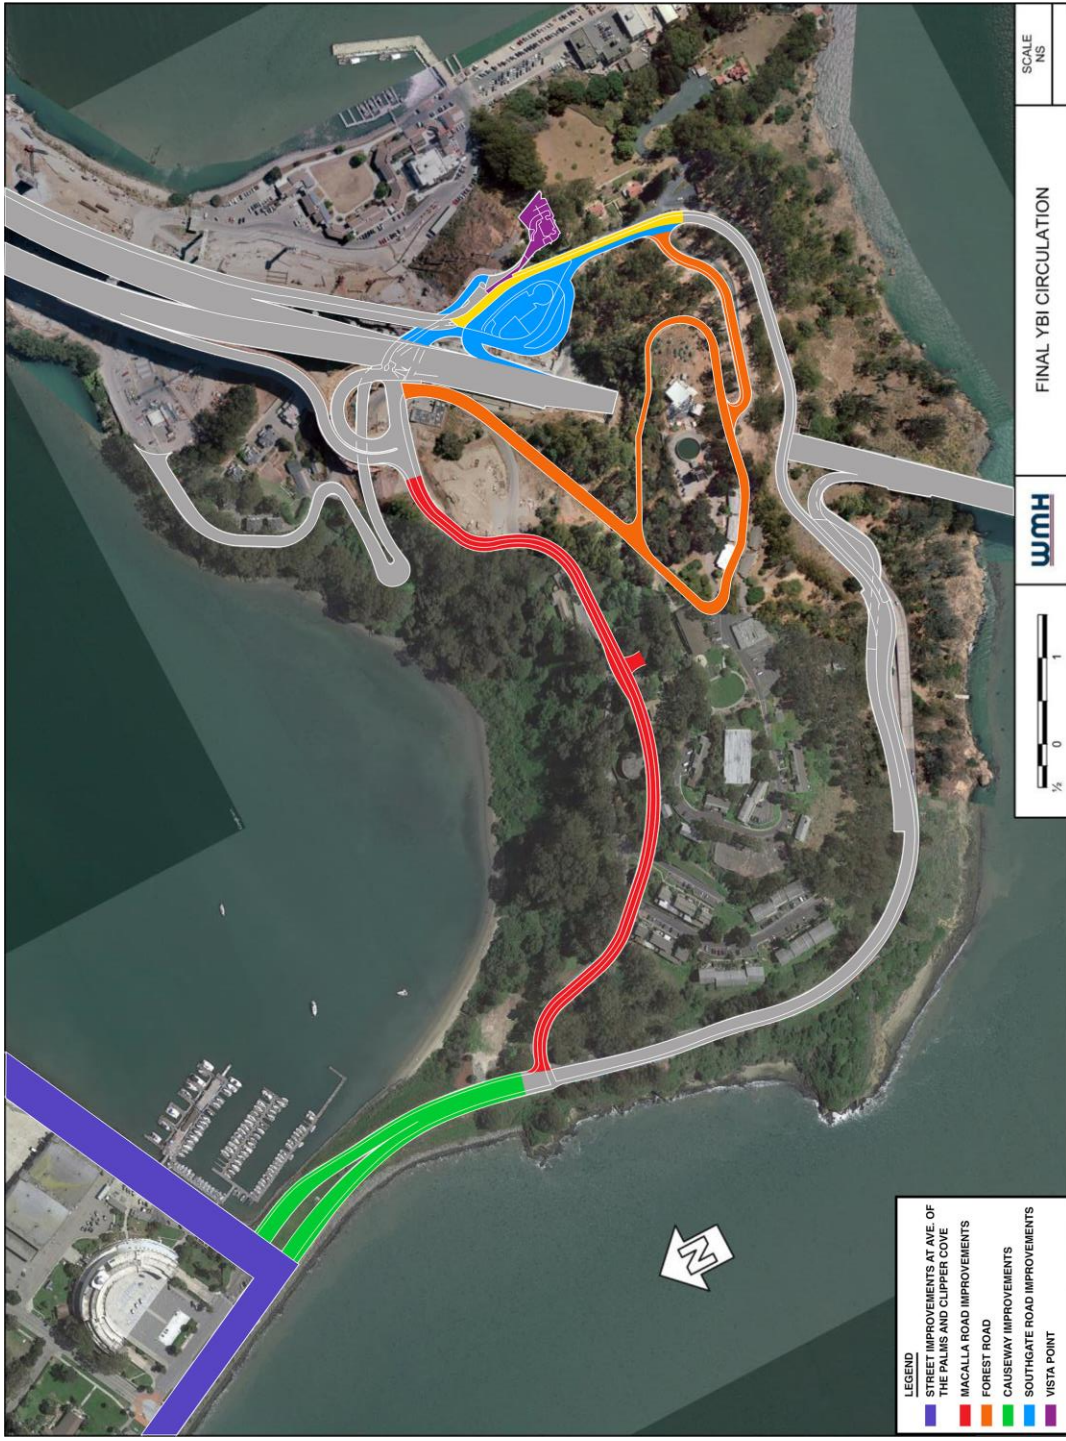 SCALE
NS
FINAL YBI CIRCULATION
WMH
½ 0 1
N
LEGEND
STREET IMPROVEMENTS AT AVE. OF
THE PALMS AND CLIPPER COVE
MACALLA ROAD IMPROVEMENTS
FOREST ROAD
CAUSEWAY IMPROVEMENTS
SOUTHGATE ROAD IMPROVEMENTS
VISTA POINT